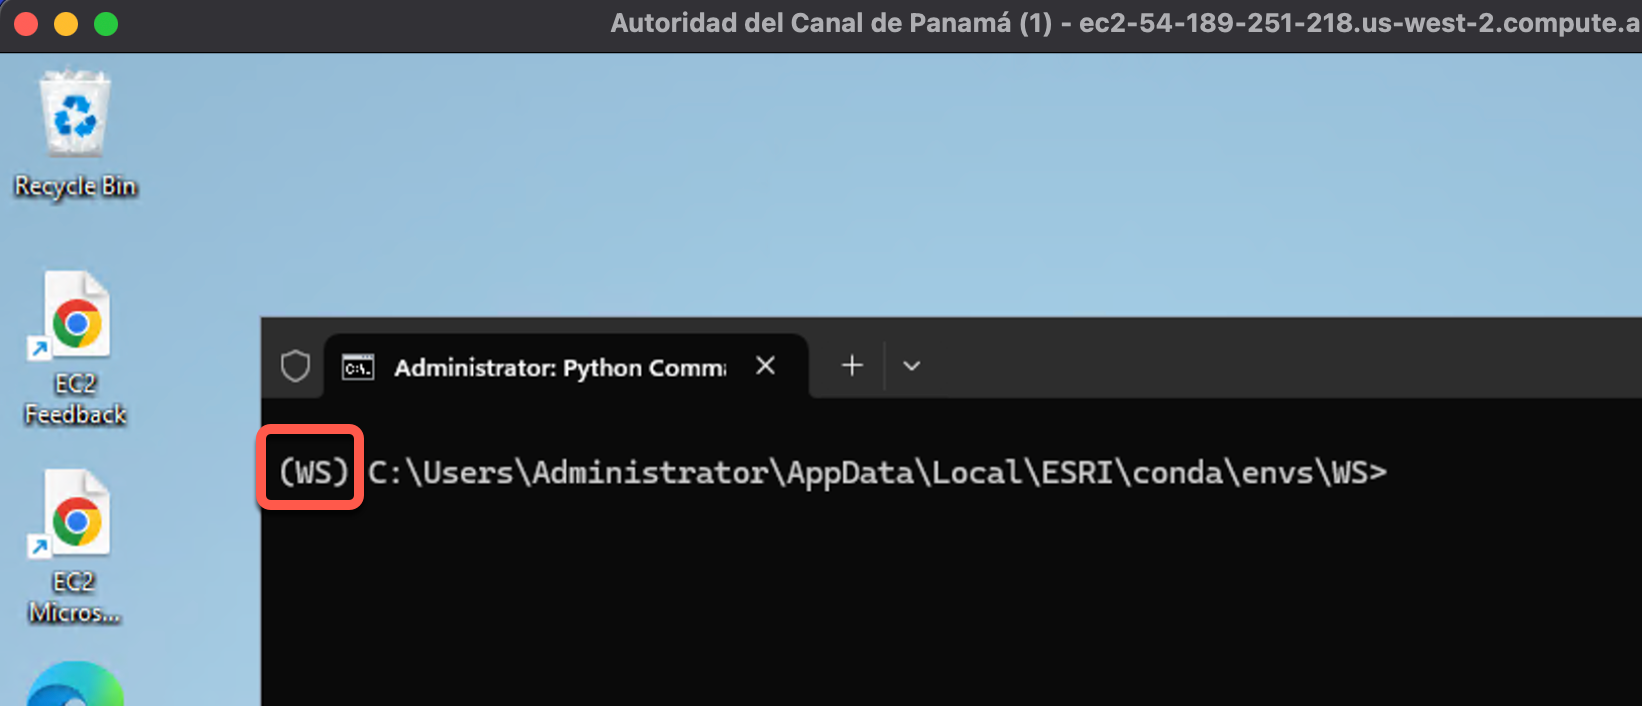 Autoridad del Canal de Panamá (1) - ec2-54-189-251-218.us-west-2.compute.a
Recycle Bin
EC2
Feedback
EC2
Micros...
Administrator: Python Comm
(WS) C:\Users\Administrator\AppData\Local\ESRI\conda\envs\WS>